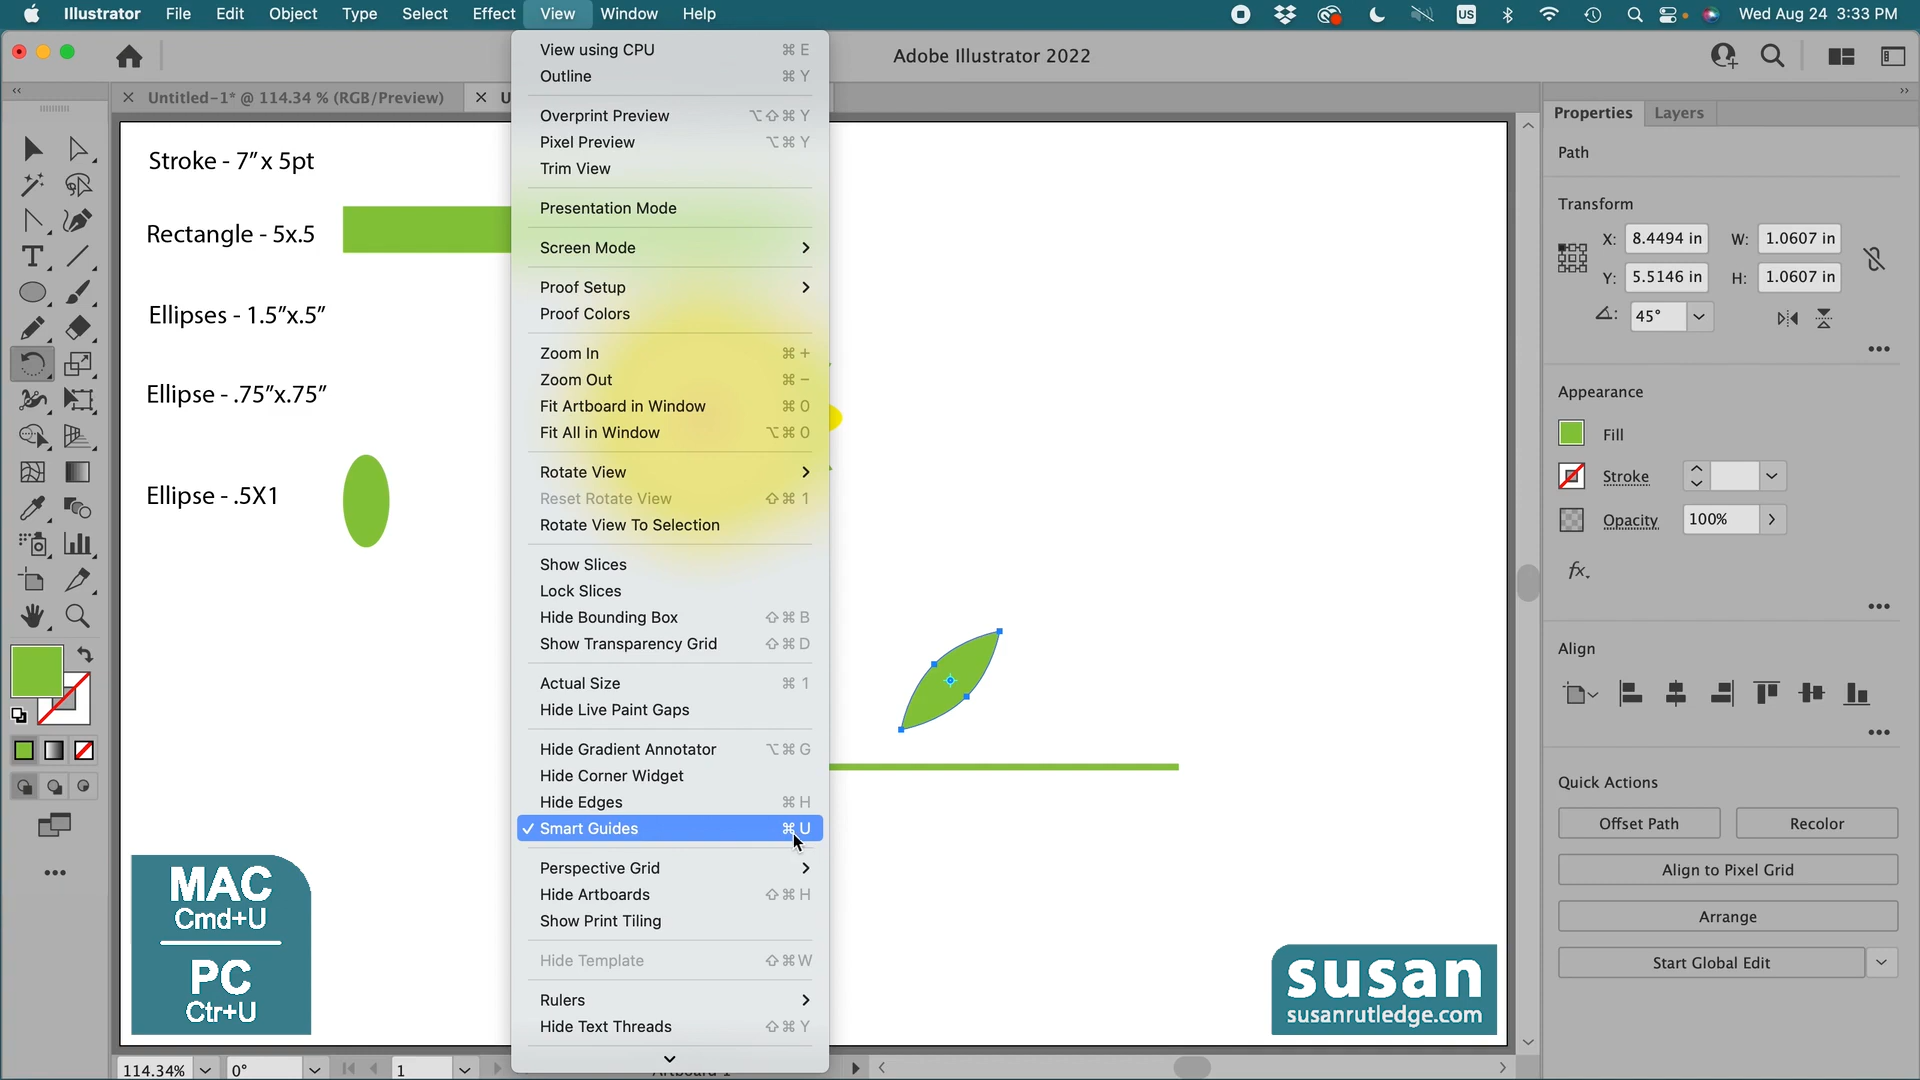 Illustrator File Edit Object Type Select Effect View Window Help US Wed Aug 24 3:33 PM
Adobe Illustrator 2022
Untitled-1* @ 114.34 % (RGB/Preview)
Stroke - 7”x 5pt
Rectangle - 5x.5
Ellipses - 1.5”x.5”
Ellipse - .75”x.75”
Ellipse - .5X1
MAC
Cmd+U
PC
Ctr+U
View using CPU ⌘ E
Outline ⌘ Y
Overprint Preview ⌥⇧⌘ Y
Pixel Preview ⌥⌘ Y
Trim View
Presentation Mode
Screen Mode
Proof Setup
Proof Colors
Zoom In ⌘ +
Zoom Out ⌘ −
Fit Artboard in Window ⌘ 0
Fit All in Window ⌥⌘ 0
Rotate View
Reset Rotate View ⇧⌘ 1
Rotate View To Selection
Show Slices
Lock Slices
Hide Bounding Box ⇧⌘ B
Show Transparency Grid ⇧⌘ D
Actual Size ⌘ 1
Hide Live Paint Gaps
Hide Gradient Annotator ⌥⌘ G
Hide Corner Widget
Hide Edges ⌘ H
✓ Smart Guides ⌘ U
Perspective Grid
Hide Artboards ⇧⌘ H
Show Print Tiling
Hide Template ⇧⌘ W
Rulers
Hide Text Threads ⇧⌘ Y
susan
susanrutledge.com
114.34% 0° 1
Properties Layers
Path
Transform
X: 8.4494 in W: 1.0607 in
Y: 5.5146 in H: 1.0607 in
45°
Appearance
Fill
Stroke
Opacity 100%
fx.
Align
Quick Actions
Offset Path Recolor
Align to Pixel Grid
Arrange
Start Global Edit